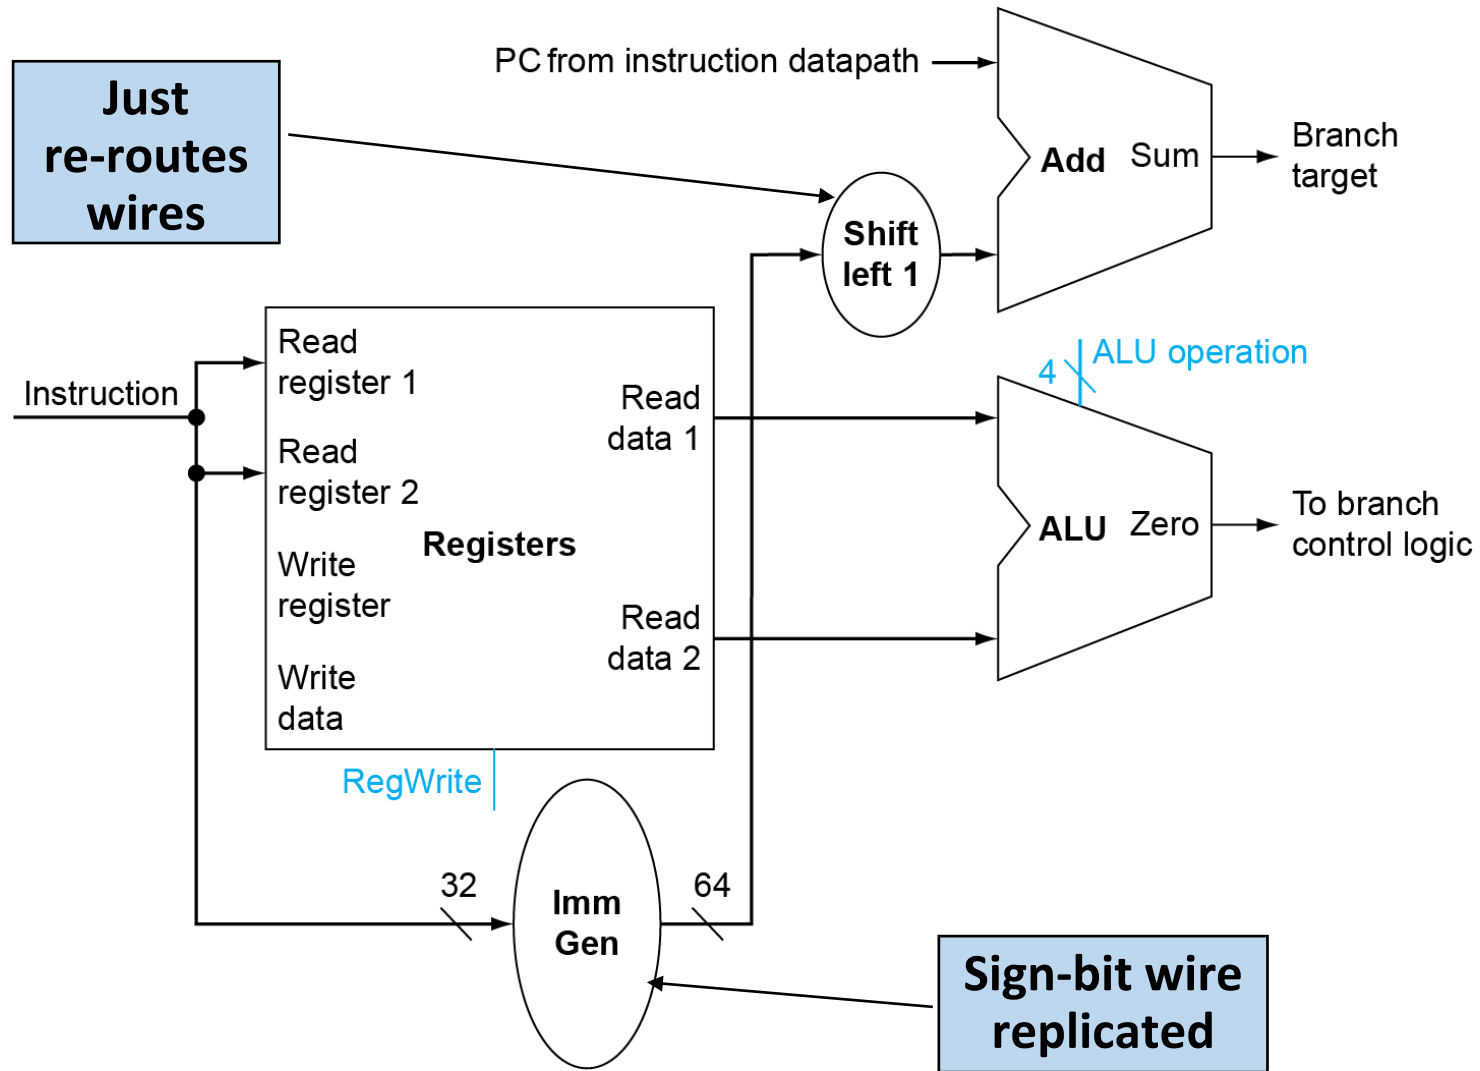 PC from instruction datapath
Just
re-routes
wires
Add
Sum
Branch
target
Shift
left 1
Instruction
Read
register 1
Read
register 2
Write
register
Write
data
Registers
Read
data 1
Read
data 2
RegWrite
4
ALU operation
ALU
Zero
To branch
control logic
32
Imm
Gen
64
Sign-bit wire
replicated